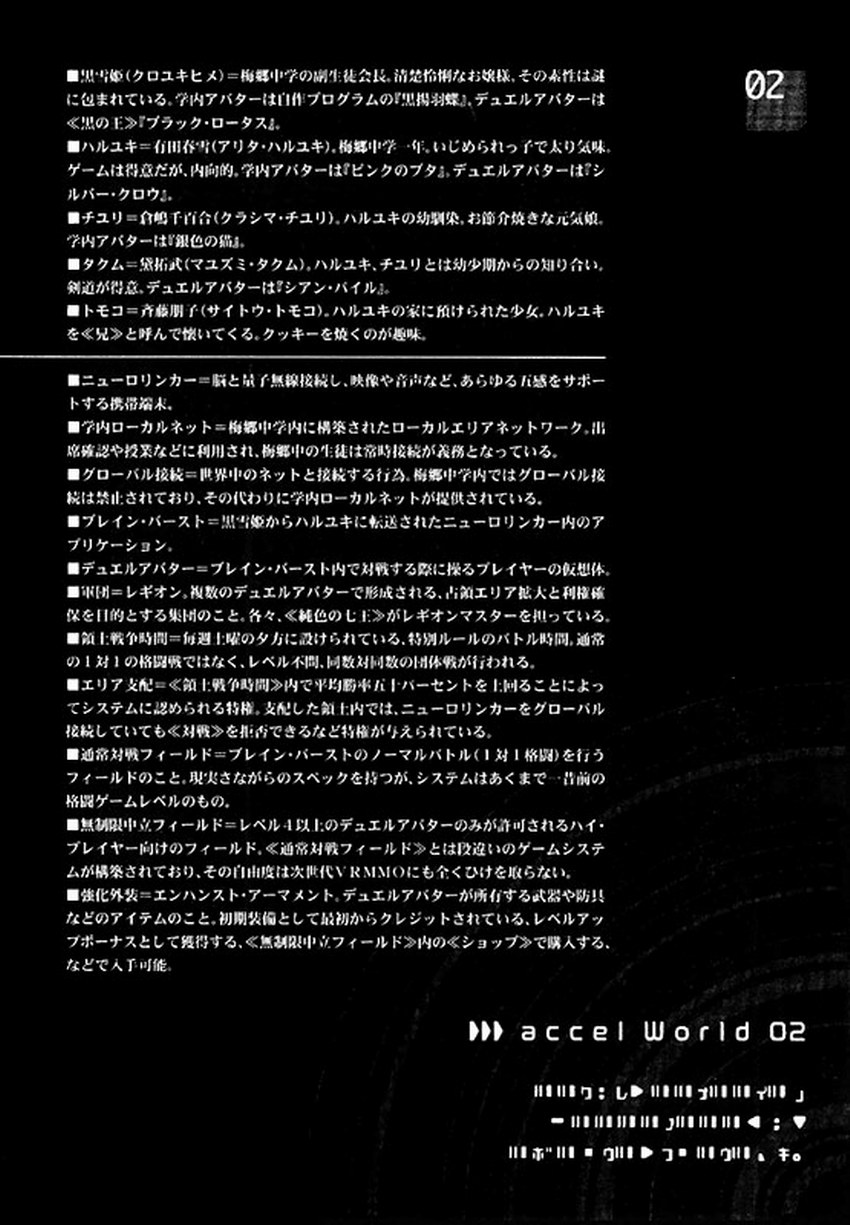 02
■黒雪姫(クロユキヒメ)=梅郷中学の副生徒会長。清楚怜悧なお嬢様。その素性は謎
に包まれている。学内アバターは自作プログラムの『黒揚羽蝶』。デュエルアバターは
≪黒の王≫『ブラック・ロータス』。
■ハルユキ=有田春雪(アリタ・ハルユキ)。梅郷中学一年。いじめられっ子で太り気味。
ゲームは得意だが、内向的。学内アバターは『ピンクのブタ』。デュエルアバターは『シ
ルバー・クロウ』。
■チユリ=倉嶋千百合(クラシマ・チユリ)。ハルユキの幼馴染。お節介焼きな元気娘。
学内アバターは『銀色の猫』。
■タクム=黛拓武(マユズミ・タクム)。ハルユキ、チユリとは幼少期からの知り合い。
剣道が得意。デュエルアバターは『シアン・パイル』。
■トモコ=斉藤朋子(サイトウ・トモコ)。ハルユキの家に預けられた少女。ハルユキ
を≪兄≫と呼んで懐いてくる。クッキーを焼くのが趣味。
■ニューロリンカー=脳と量子無線接続し、映像や音声など、あらゆる五感をサポー
トする携帯端末。
■学内ローカルネット=梅郷中学内に構築されたローカルエリアネットワーク。出
席確認や授業などに利用され、梅郷中の生徒は常時接続が義務となっている。
■グローバル接続=世界中のネットと接続する行為。梅郷中学内ではグローバル接
続は禁止されており、その代わりに学内ローカルネットが提供されている。
■ブレイン・バースト=黒雪姫からハルユキに転送されたニューロリンカー内のア
プリケーション。
■デュエルアバター=ブレイン・バースト内で対戦する際に操るプレイヤーの仮想体。
■軍団=レギオン。複数のデュエルアバターで形成される、占領エリア拡大と利権確
保を目的とする集団のこと。各々、≪純色の七王≫がレギオンマスターを担っている。
■領土戦争時間=毎週土曜の夕方に設けられている、特別ルールのバトル時間。通常
の1対1の格闘戦ではなく、レベル不問、同数対同数の団体戦が行われる。
■エリア支配=≪領土戦争時間≫内で平均勝率五十パーセントを上回ることによっ
てシステムに認められる特権。支配した領土内では、ニューロリンカーをグローバル
接続していても≪対戦≫を拒否できるなど特権が与えられている。
■通常対戦フィールド=ブレイン・バーストのノーマルバトル(1対1格闘)を行う
フィールドのこと。現実さながらのスペックを持つが、システムはあくまで一昔前の
格闘ゲームレベルのもの。
■無制限中立フィールド=レベル4以上のデュエルアバターのみが許可されるハイ・
プレイヤー向けのフィールド。≪通常対戦フィールド≫とは段違いのゲームシステ
ムが構築されており、その自由度は次世代VRMMOにも全くひけを取らない。
■強化外装=エンハンスト・アーマメント。デュエルアバターが所有する武器や防具
などのアイテムのこと。初期装備として最初からクレジットされている、レベルアッ
プボーナスとして獲得する、≪無制限中立フィールド≫内の≪ショップ≫で購入する、
などで入手可能。
accel World 02